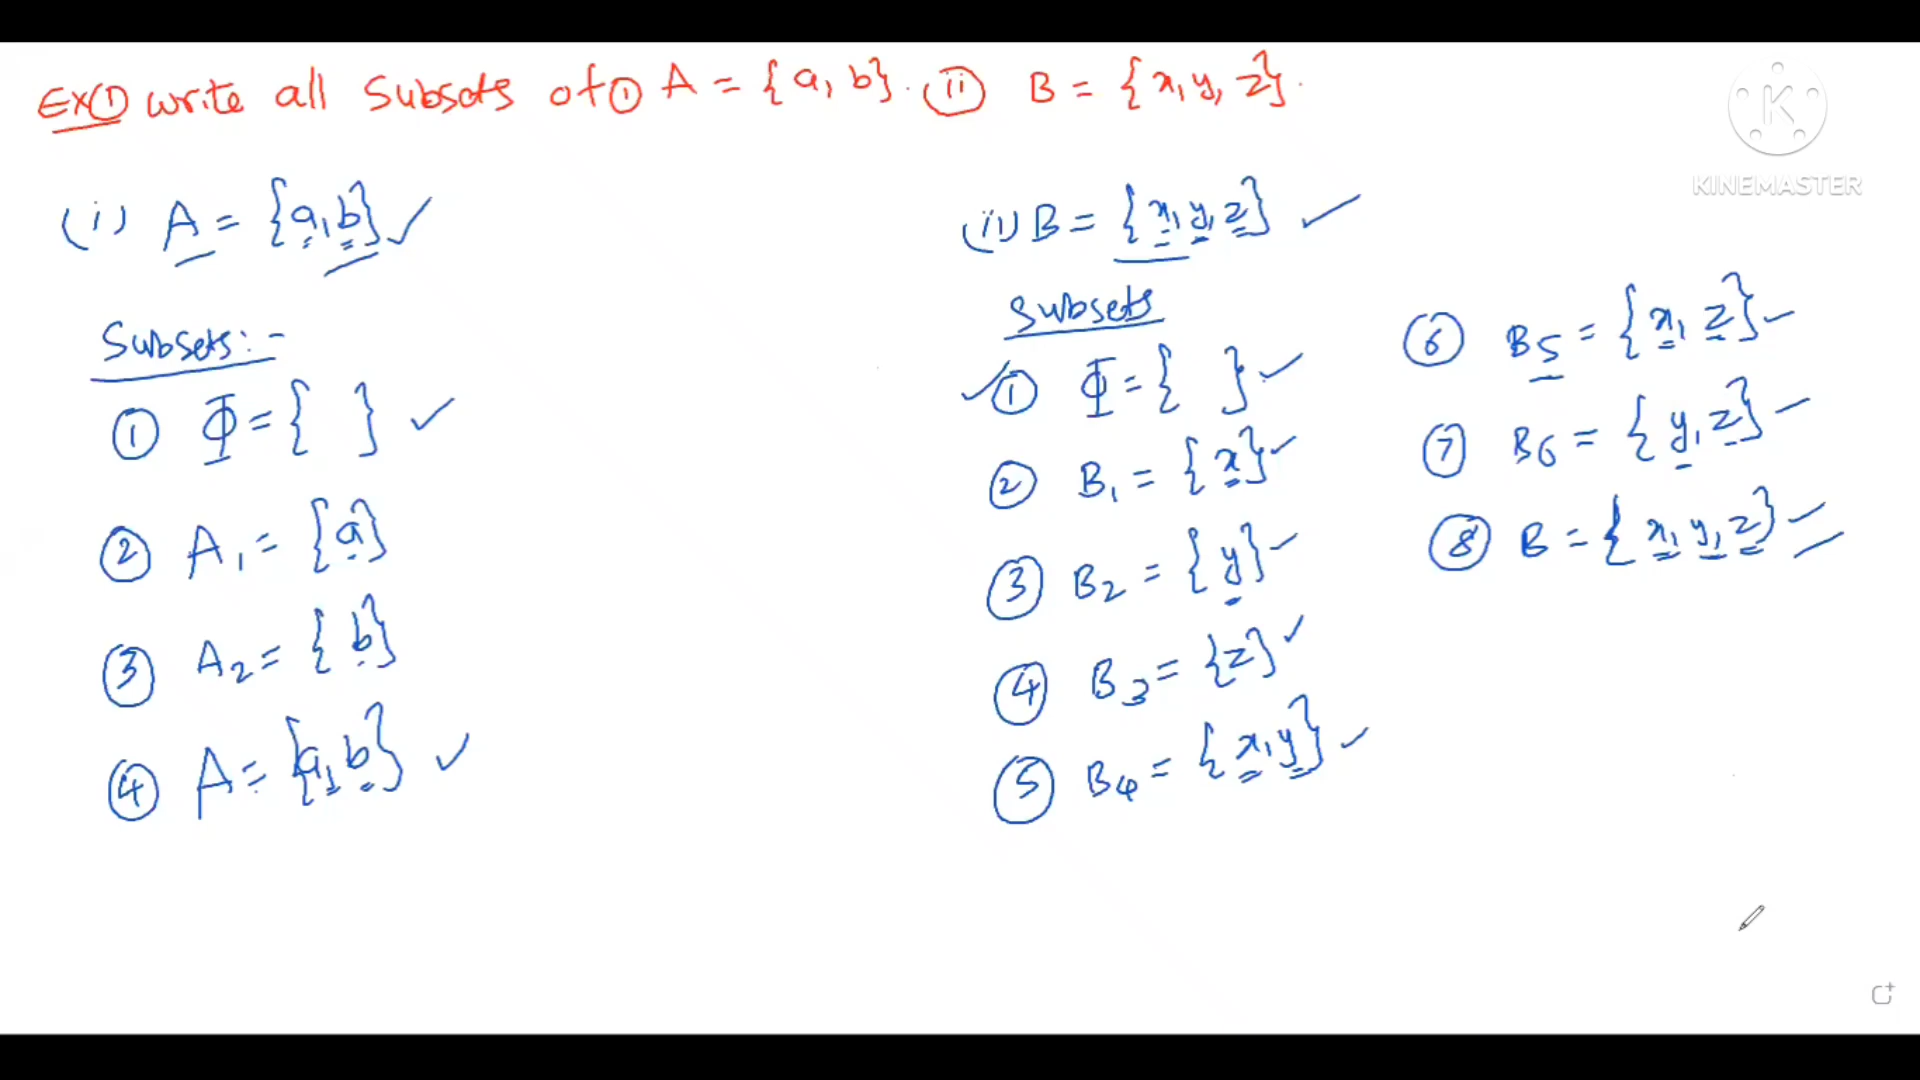 Ex(1) write all Subsets of ① A = {a, b}. ⓘⓘ B = {x, y, z}.
KINEMASTER
(i) A = {a, b} ✓
Subsets:-
① Φ = { } ✓
② A₁ = {a}
③ A₂ = {b}
④ A = {a, b} ✓
(ii) B = {x, y, z} ✓
Subsets
✓① Φ = { } ✓
② B₁ = {x} ✓
③ B₂ = {y} ✓
④ B₃ = {z} ✓
⑤ B₄ = {x, y} ✓
⑥ B₅ = {x, z} ✓
⑦ B₆ = {y, z} ✓
⑧ B = {x, y, z} ✓